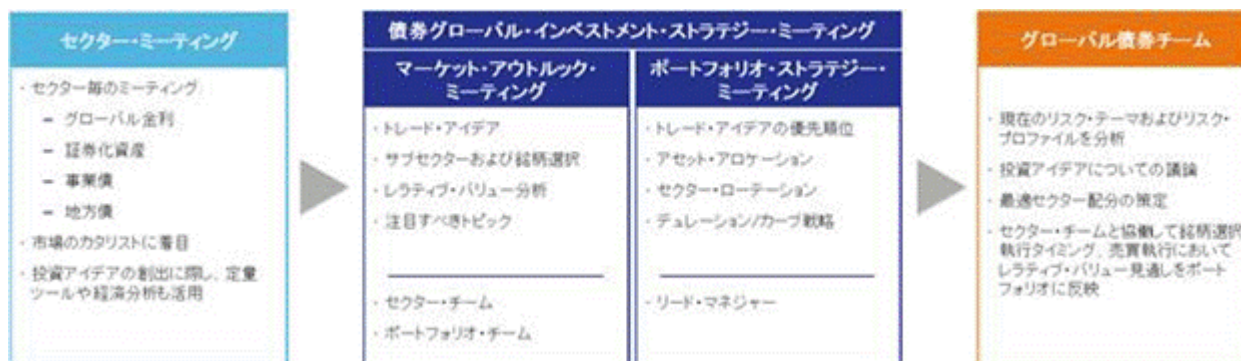 セクター・ミーティング
・セクター毎のミーティング
– グローバル金利
– 証券化資産
– 事業債
– 地方債
・市場のカタリストに着目
・投資アイデアの創出に際し、定量
ツールや経済分析も活用
債券グローバル・インベストメント・ストラテジー・ミーティング
マーケット・アウトルック・
ミーティング
・トレード・アイデア
・サブセクターおよび銘柄選択
・レラティブ・バリュー分析
・注目すべきトピック
・セクター・チーム
・ポートフォリオ・チーム
ポートフォリオ・ストラテジー・
ミーティング
・トレード・アイデアの優先順位
・アセット・アロケーション
・セクター・ローテーション
・デュレーション/カーブ戦略
・リード・マネジャー
グローバル債券チーム
・現在のリスク・テーマおよびリスク・
プロファイルを分析
・投資アイデアについての議論
・最適セクター配分の策定
・セクター・チームと協働して銘柄選択
執行タイミング、売買執行において
レラティブ・バリュー見通しをポート
フォリオに反映